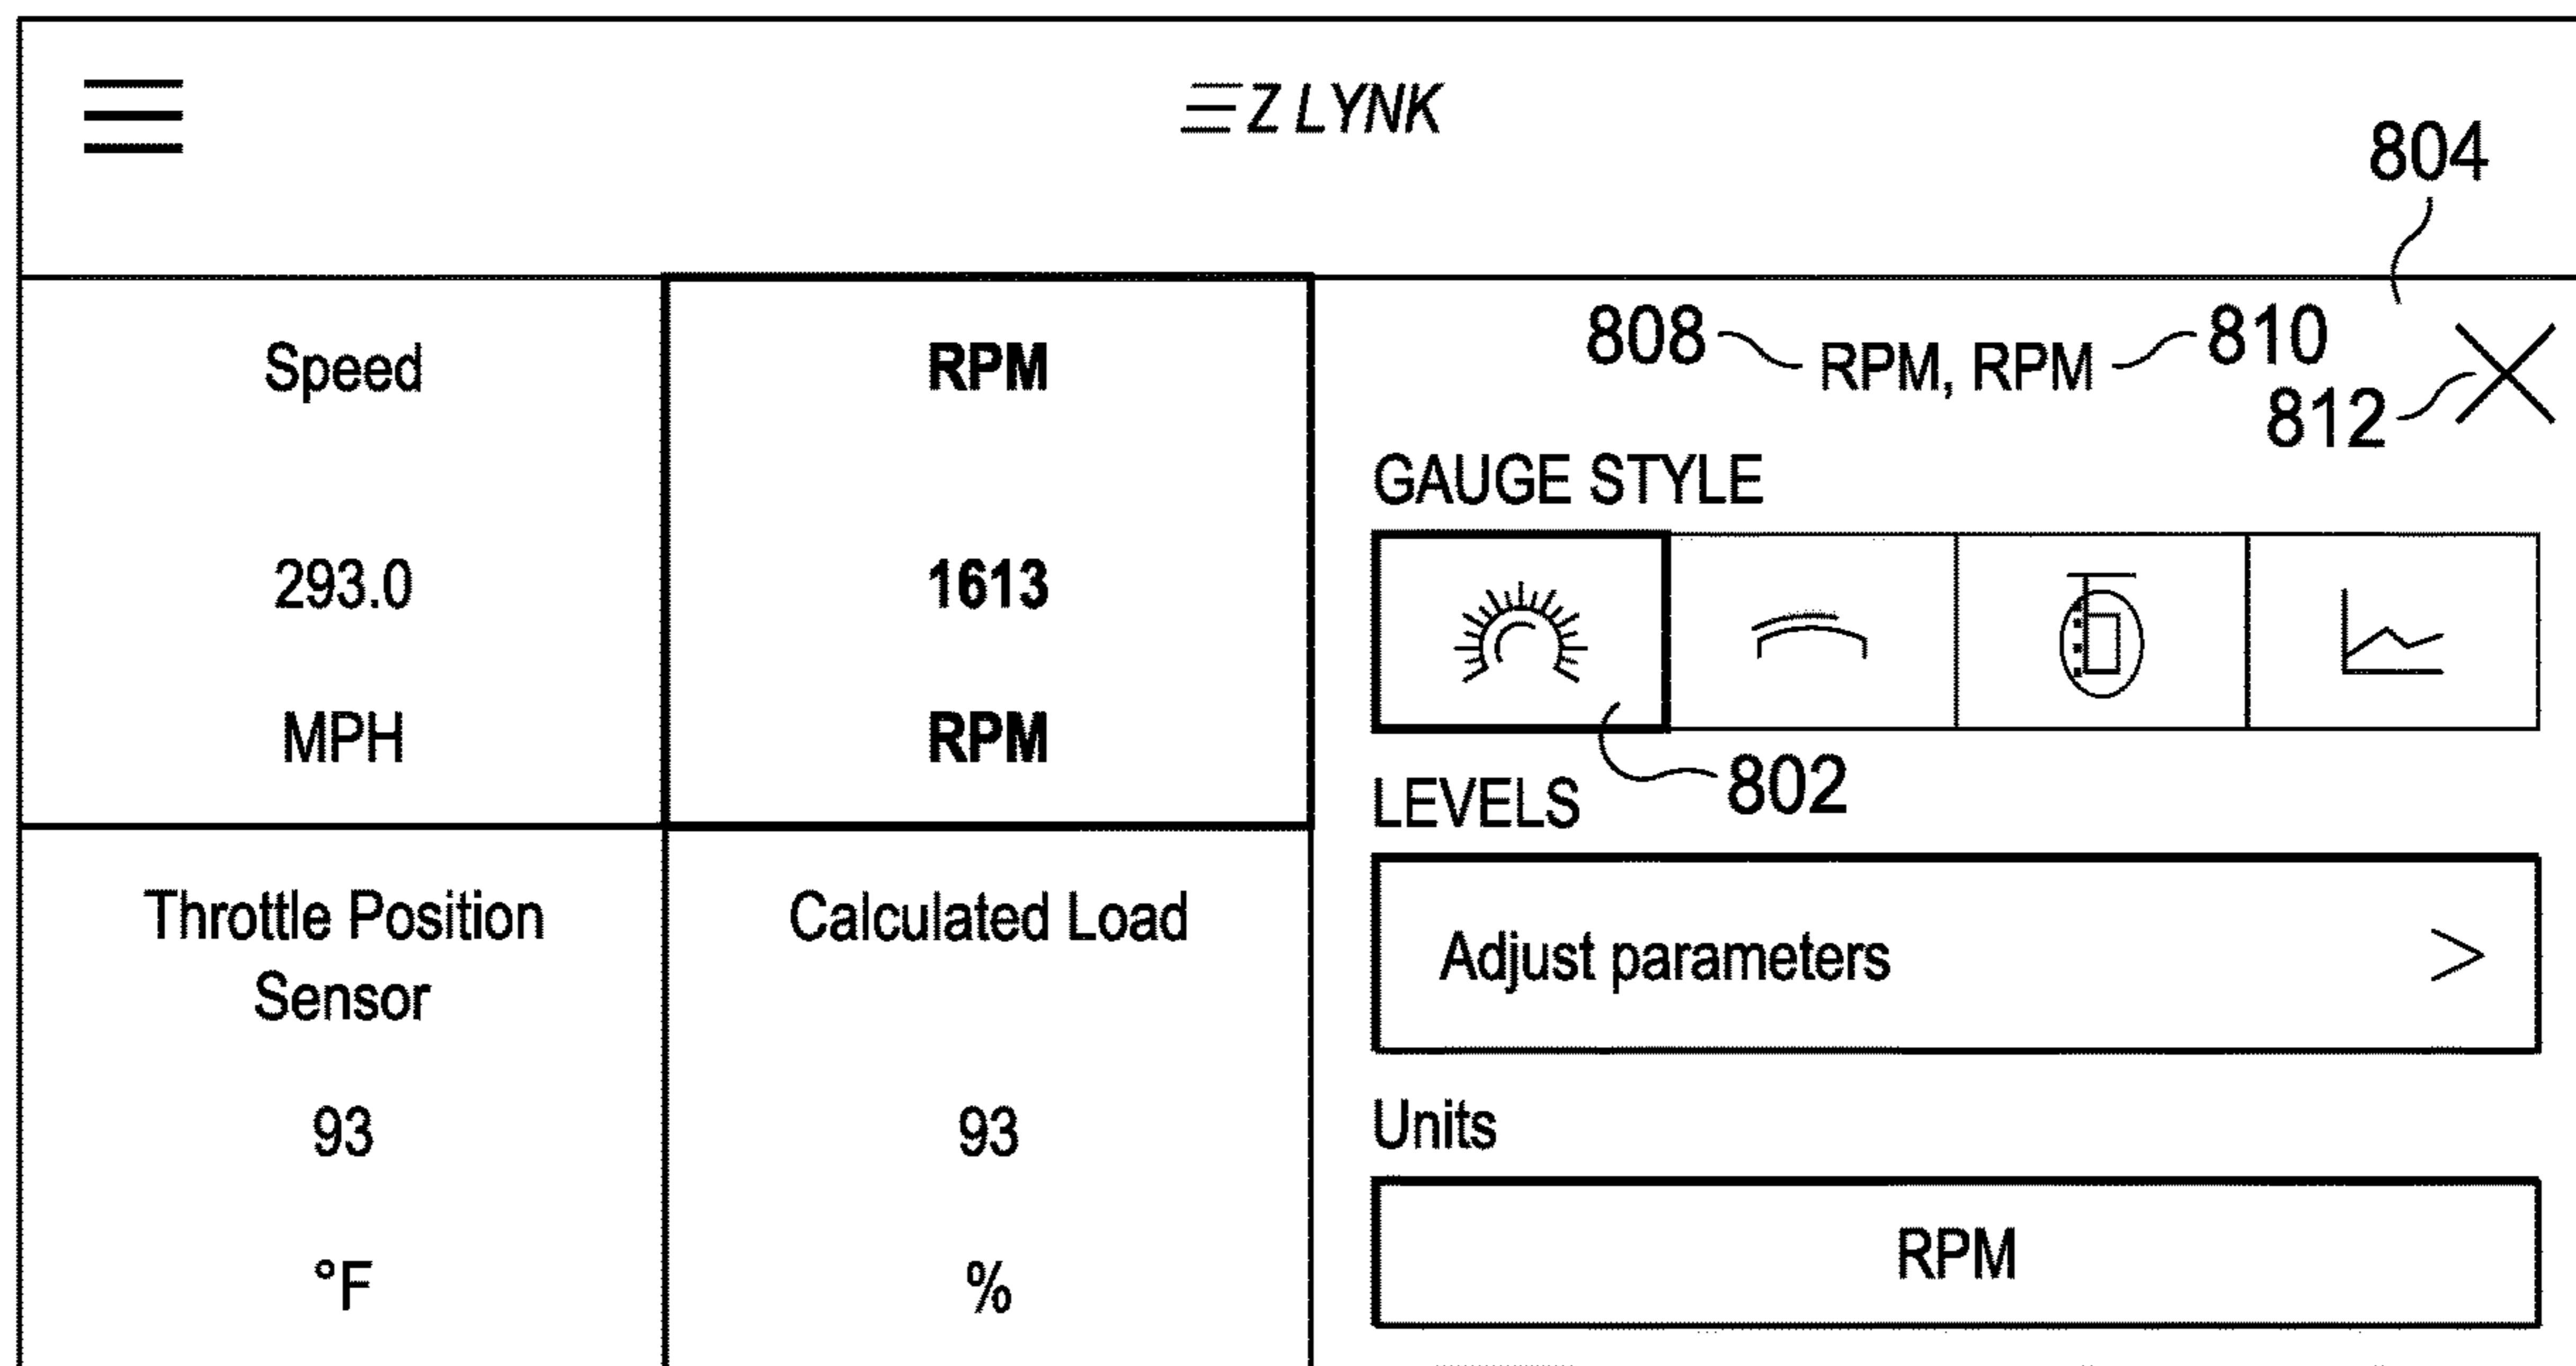 EZ LYNK
804
Speed
293.0
MPH
RPM
1613
RPM
808 RPM, RPM 810
812
GAUGE STYLE
802
LEVELS
Adjust parameters >
Units
RPM
Throttle Position
Sensor
93
°F
Calculated Load
93
%